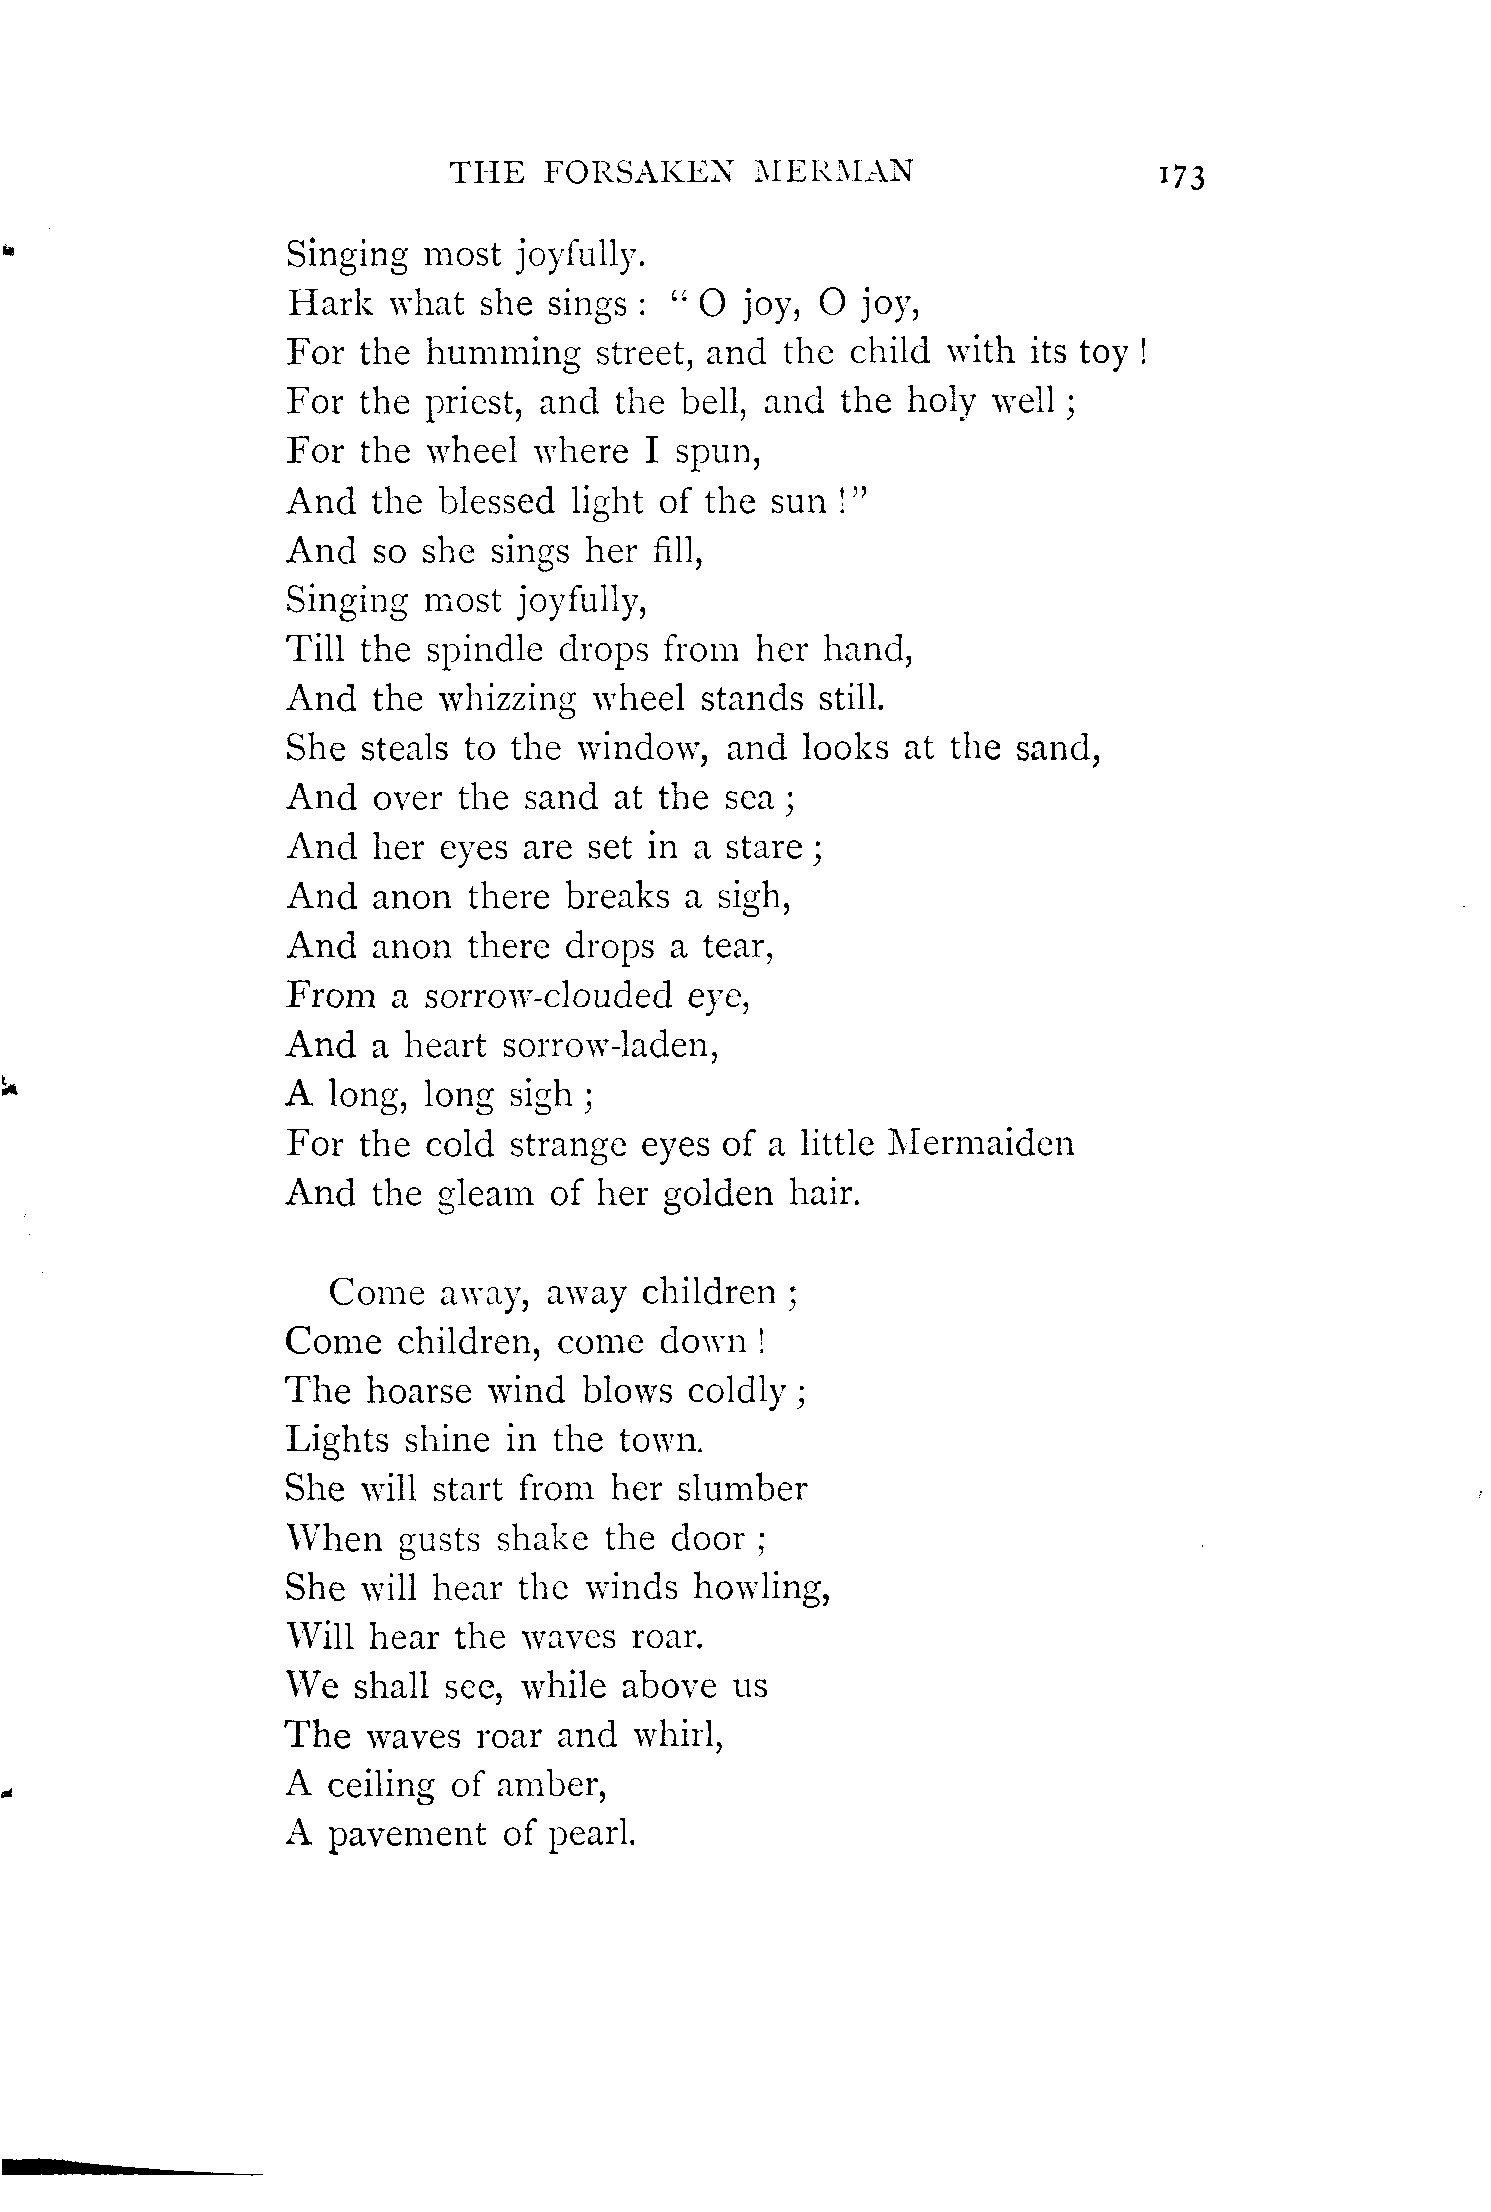 THE FORSAKEN MERMAN 173
Singing most joyfully.
Hark what she sings : " O joy, O joy,
For the humming street, and the child with its toy !
For the priest, and the bell, and the holy well ;
For the wheel where I spun,
And the blessed light of the sun !"
And so she sings her fill,
Singing most joyfully,
Till the spindle drops from her hand,
And the whizzing wheel stands still.
She steals to the window, and looks at the sand,
And over the sand at the sea ;
And her eyes are set in a stare ;
And anon there breaks a sigh,
And anon there drops a tear,
From a sorrow-clouded eye,
And a heart sorrow-laden,
A long, long sigh ;
For the cold strange eyes of a little Mermaiden
And the gleam of her golden hair.
Come away, away children ;
Come children, come down !
The hoarse wind blows coldly ;
Lights shine in the town.
She will start from her slumber
When gusts shake the door ;
She will hear the winds howling,
Will hear the waves roar.
We shall see, while above us
The waves roar and whirl,
A ceiling of amber,
A pavement of pearl.